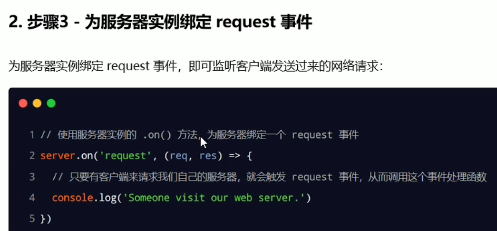 2. 步骤3 - 为服务器实例绑定 request 事件
为服务器实例绑定 request 事件，即可监听客户端发送过来的网络请求：
1 // 使用服务器实例的 .on() 方法，为服务器绑定一个 request 事件
2 server.on('request', (req, res) => {
3 // 只要有客户端来请求我们自己的服务器，就会触发 request 事件，从而调用这个事件处理函数
4 console.log('Someone visit our web server.')
5 })